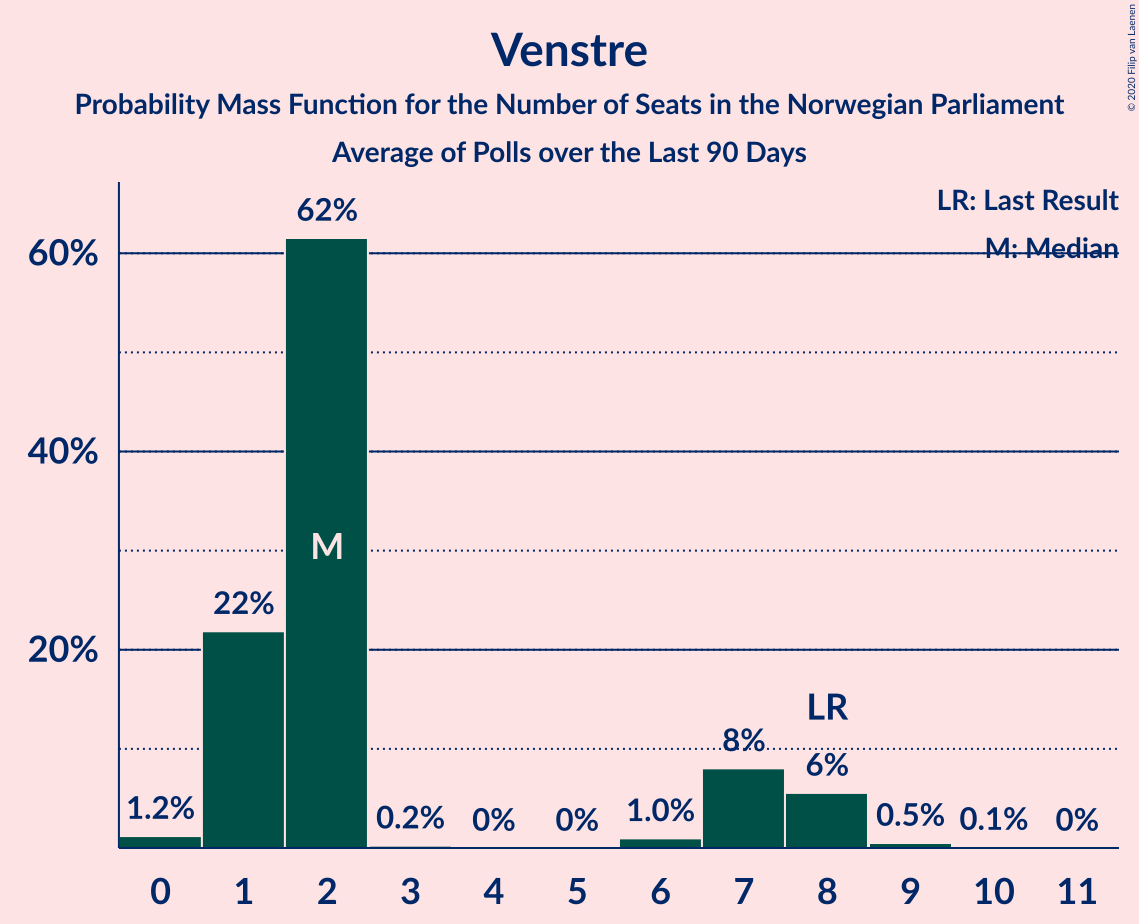 Venstre
Probability Mass Function for the Number of Seats in the Norwegian Parliament
Average of Polls over the Last 90 Days
© 2020 Filip van Laenen
LR: Last Result
M: Median
60%
40%
20%
62%
M
22%
LR
8%
6%
1.2%
0.2%
0%
0%
1.0%
0.5%
0.1%
0%
0 1 2 3 4 5 6 7 8 9 10 11